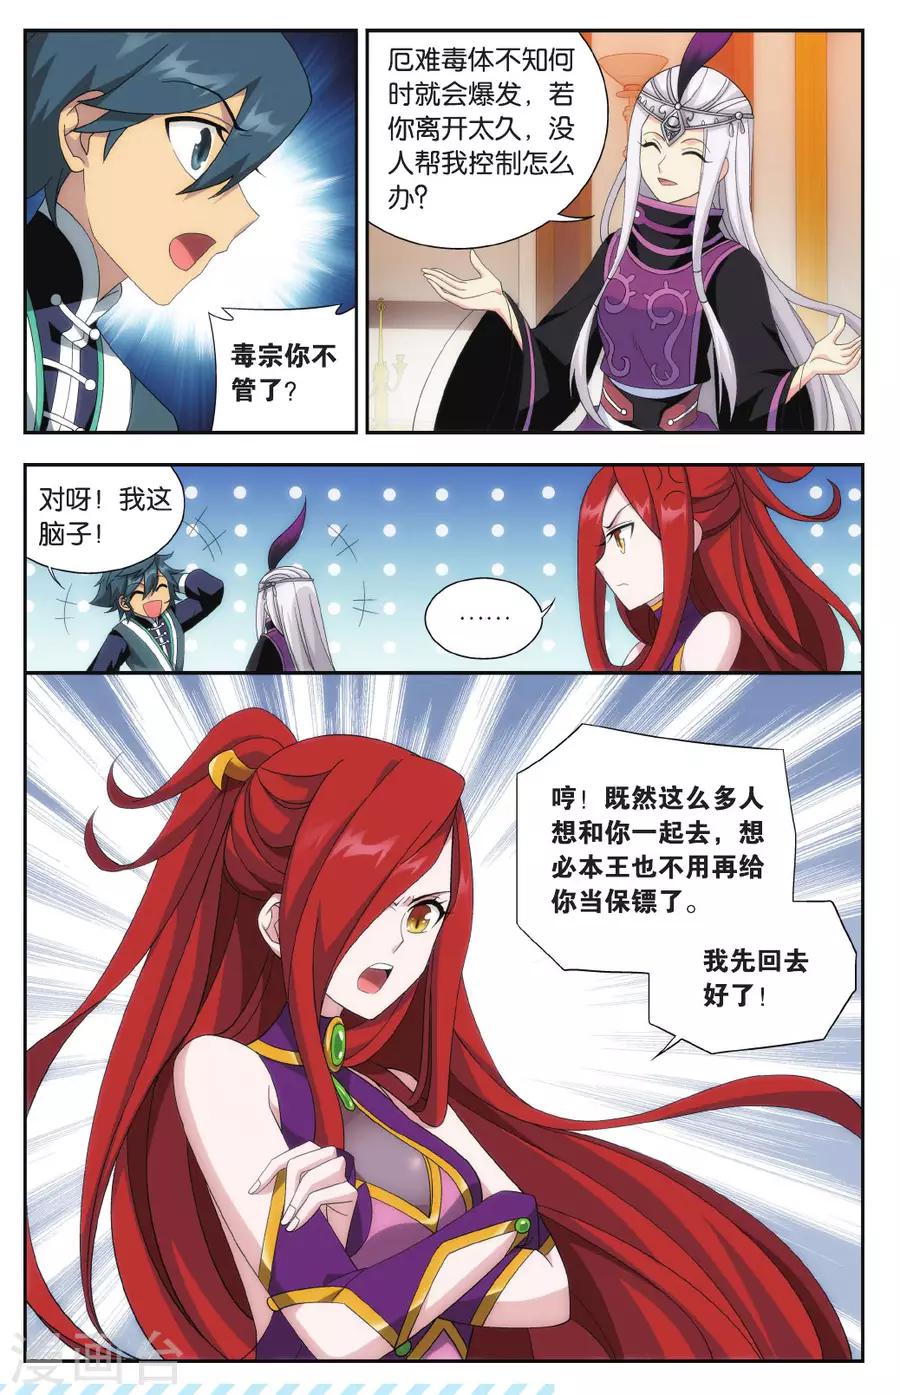 毒宗你不
管了？
厄难毒体不知何
时就会爆发，若
你离开太久，没
人帮我控制怎么
办？
对呀！我这
脑子！
……
哼！既然这么多人
想和你一起去，想
必本王也不用再给
你当保镖了。
我先回去
好了！
漫画台